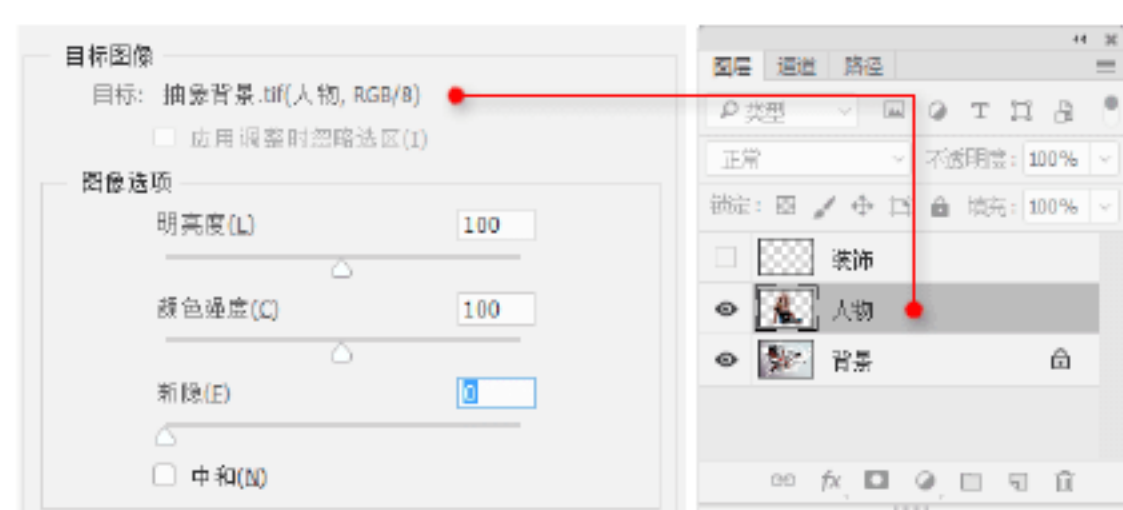 目标图像
目标: 抽象背景.tif(人物, RGB/8)
应用调整时忽略选区(I)
图像选项
明亮度(L) 100
颜色强度(C) 100
渐隐(E) 0
中和(N)
图层 通道 路径
类型
正常 不透明度: 100%
锁定: 填充: 100%
装饰
人物
背景
fx